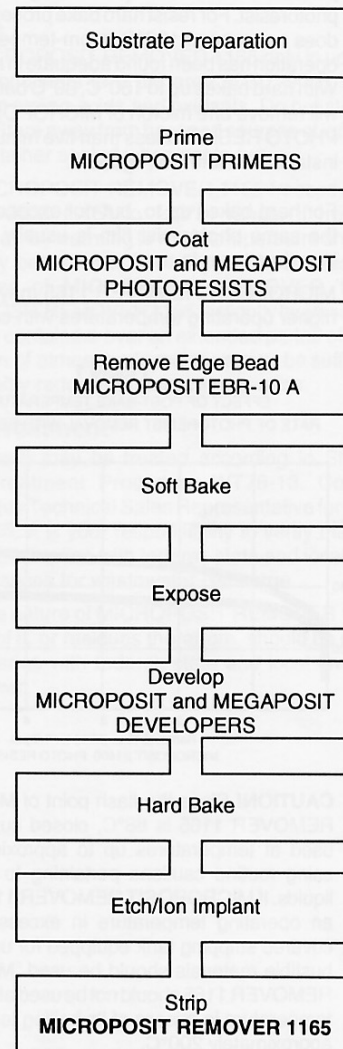 Substrate Preparation
Prime
MICROPOSIT PRIMERS
Coat
MICROPOSIT and MEGAPOSIT
PHOTORESISTS
Remove Edge Bead
MICROPOSIT EBR-10 A
Soft Bake
Expose
Develop
MICROPOSIT and MEGAPOSIT
DEVELOPERS
Hard Bake
Etch/Ion Implant
Strip
MICROPOSIT REMOVER 1165